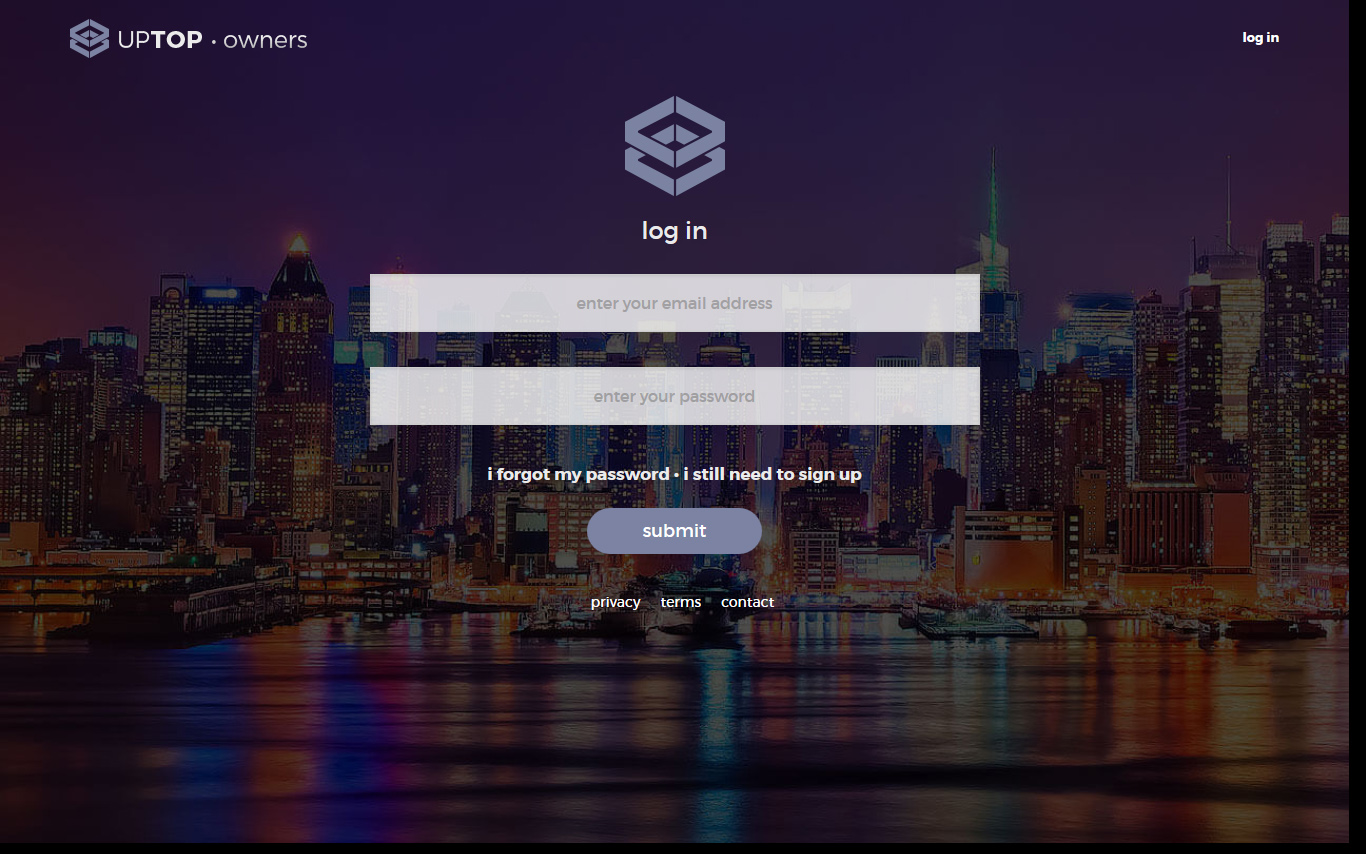 UPTOP • owners
log in
log in
enter your email address
enter your password
i forgot my password • i still need to sign up
submit
privacy terms contact